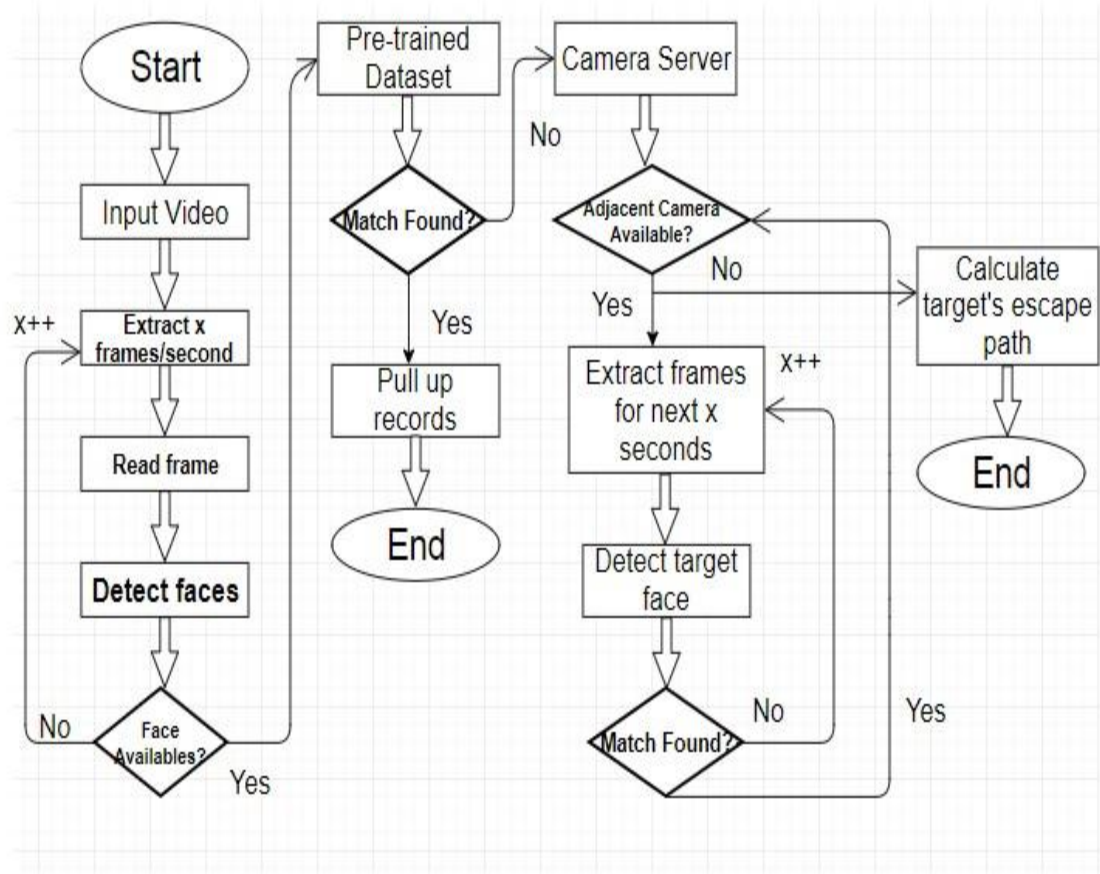 Start
Input Video
x++
Extract x
frames/second
Read frame
Detect faces
Face
Availables?
No
Yes
Pre-trained
Dataset
Match Found?
No
Yes
Pull up
records
End
Camera Server
Adjacent Camera
Available?
No
Yes
Extract frames
for next x
seconds
x++
Detect target
face
Match Found?
No
Yes
Calculate
target's escape
path
End